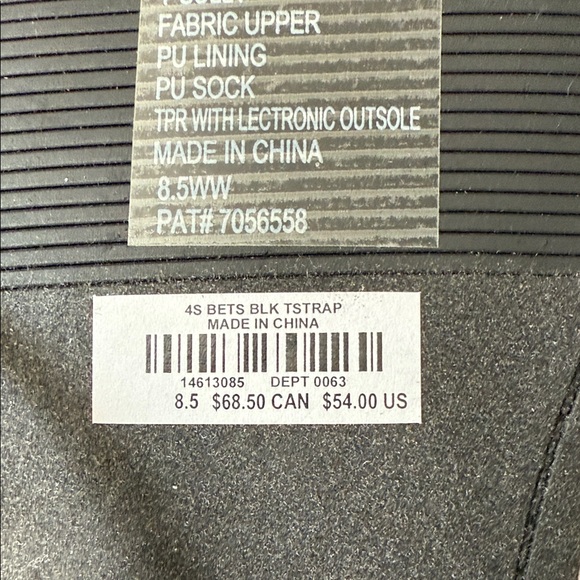 FABRIC UPPER
PU LINING
PU SOCK
TPR WITH LECTRONIC OUTSOLE
MADE IN CHINA
8.5WW
PAT# 7056558
4S BETS BLK TSTRAP
MADE IN CHINA
14613085 DEPT 0063
8.5 $68.50 CAN $54.00 US